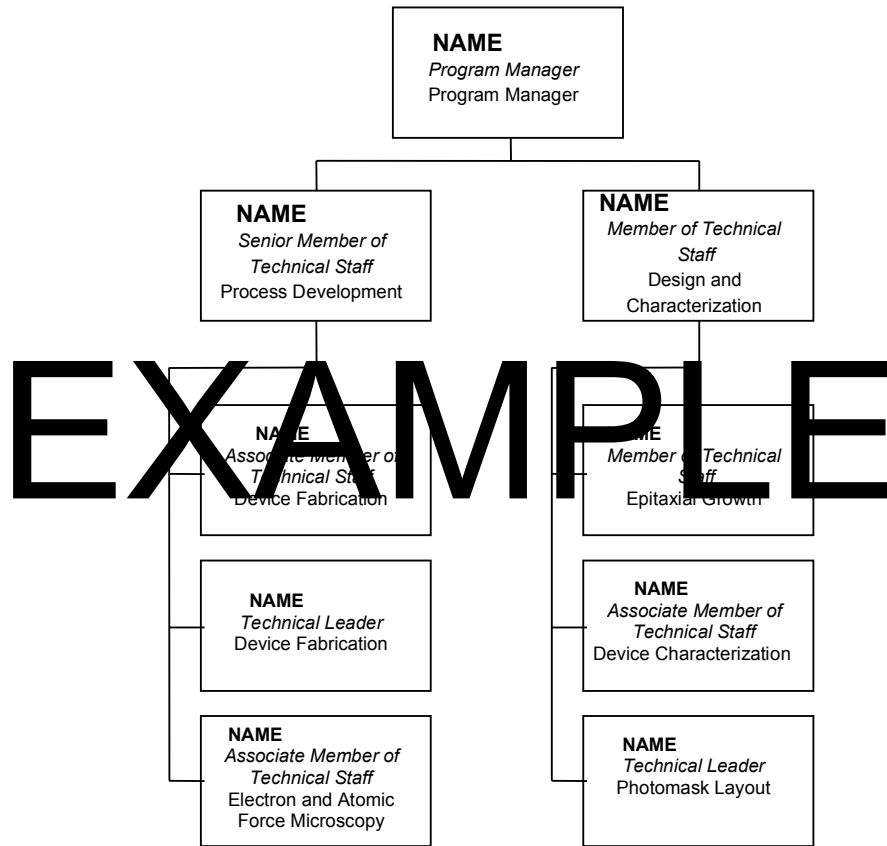 NAME
Program Manager
Program Manager
NAME
Senior Member of
Technical Staff
Process Development
NAME
Member of Technical
Staff
Design and
Characterization
EXAMPLE
NAME
Associate Member of
Technical Staff
Device Fabrication
NAME
Member of Technical
Staff
Epitaxial Growth
NAME
Technical Leader
Device Fabrication
NAME
Associate Member of
Technical Staff
Device Characterization
NAME
Associate Member of
Technical Staff
Electron and Atomic
Force Microscopy
NAME
Technical Leader
Photomask Layout